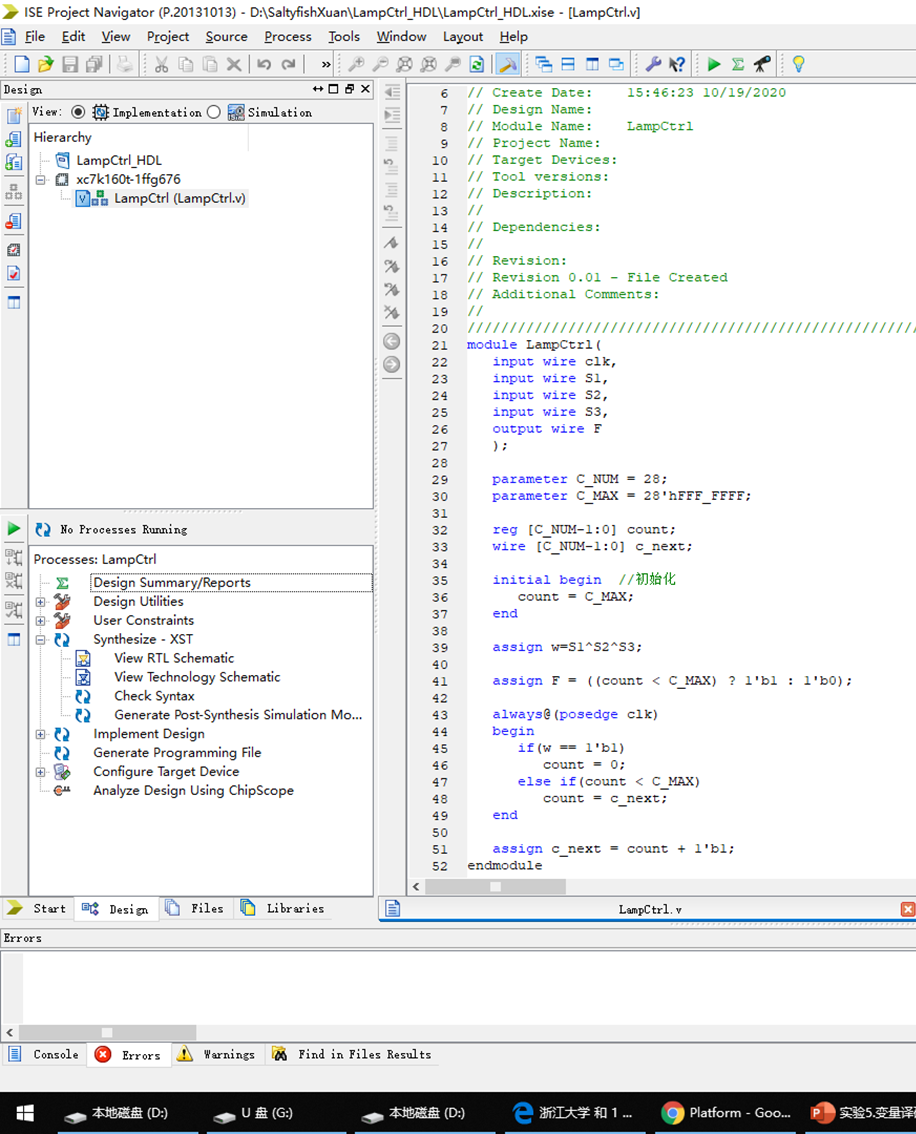 ISE Project Navigator (P.20131013) - D:\SaltyfishXuan\LampCtrl_HDL\LampCtrl_HDL.xise - [LampCtrl.v]
File Edit View Project Source Process Tools Window Layout Help
Design
View: Implementation Simulation
Hierarchy
LampCtrl_HDL
xc7k160t-1ffg676
LampCtrl (LampCtrl.v)
No Processes Running
Processes: LampCtrl
Design Summary/Reports
Design Utilities
User Constraints
Synthesize - XST
View RTL Schematic
View Technology Schematic
Check Syntax
Generate Post-Synthesis Simulation Mo...
Implement Design
Generate Programming File
Configure Target Device
Analyze Design Using ChipScope
Start Design Files Libraries
6 // Create Date:    15:46:23 10/19/2020
7 // Design Name:
8 // Module Name:    LampCtrl
9 // Project Name:
10 // Target Devices:
11 // Tool versions:
12 // Description:
13 //
14 // Dependencies:
15 //
16 // Revision:
17 // Revision 0.01 - File Created
18 // Additional Comments:
19 //
20 //////////////////////////////////////////////////////
21 module LampCtrl(
22    input wire clk,
23    input wire S1,
24    input wire S2,
25    input wire S3,
26    output wire F
27    );
28
29    parameter C_NUM = 28;
30    parameter C_MAX = 28'hFFF_FFFF;
31
32    reg [C_NUM-1:0] count;
33    wire [C_NUM-1:0] c_next;
34
35    initial begin  //初始化
36       count = C_MAX;
37    end
38
39    assign w=S1^S2^S3;
40
41    assign F = ((count < C_MAX) ? 1'b1 : 1'b0);
42
43    always@(posedge clk)
44    begin
45       if(w == 1'b1)
46          count = 0;
47       else if(count < C_MAX)
48          count = c_next;
49    end
50
51    assign c_next = count + 1'b1;
52 endmodule
LampCtrl.v
Errors
Console Errors Warnings Find in Files Results
本地磁盘 (D:) U 盘 (G:) 本地磁盘 (D:) 浙江大学 和 1 ... Platform - Goo... 实验5.变量译